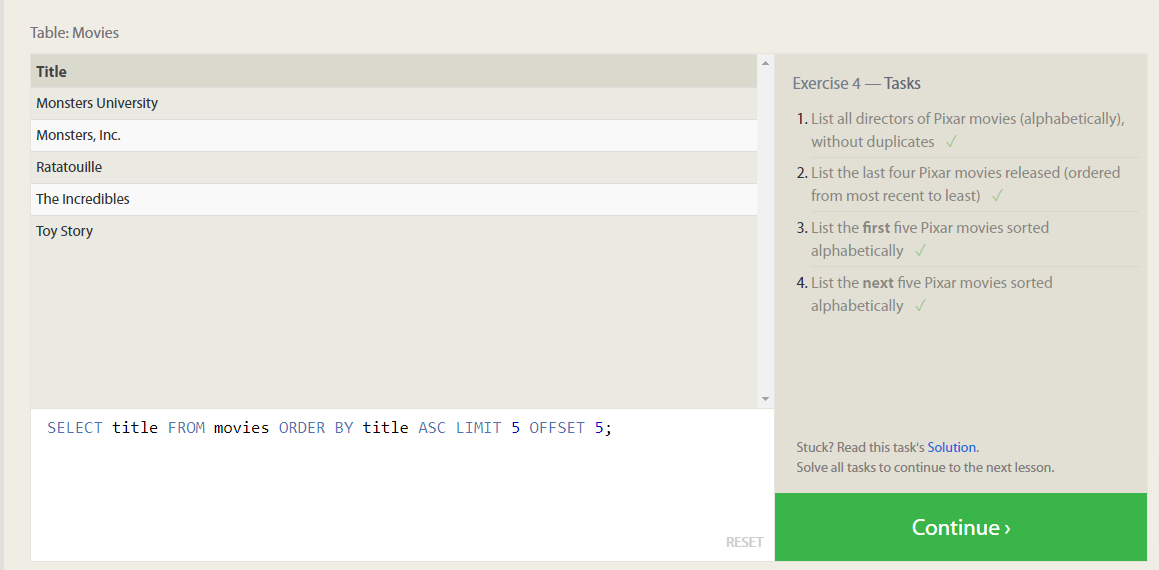 Table: Movies
Title
Monsters University
Monsters, Inc.
Ratatouille
The Incredibles
Toy Story
SELECT title FROM movies ORDER BY title ASC LIMIT 5 OFFSET 5;
RESET
Exercise 4 — Tasks
1. List all directors of Pixar movies (alphabetically),
without duplicates ✓
2. List the last four Pixar movies released (ordered
from most recent to least) ✓
3. List the first five Pixar movies sorted
alphabetically ✓
4. List the next five Pixar movies sorted
alphabetically ✓
Stuck? Read this task's Solution.
Solve all tasks to continue to the next lesson.
Continue ›